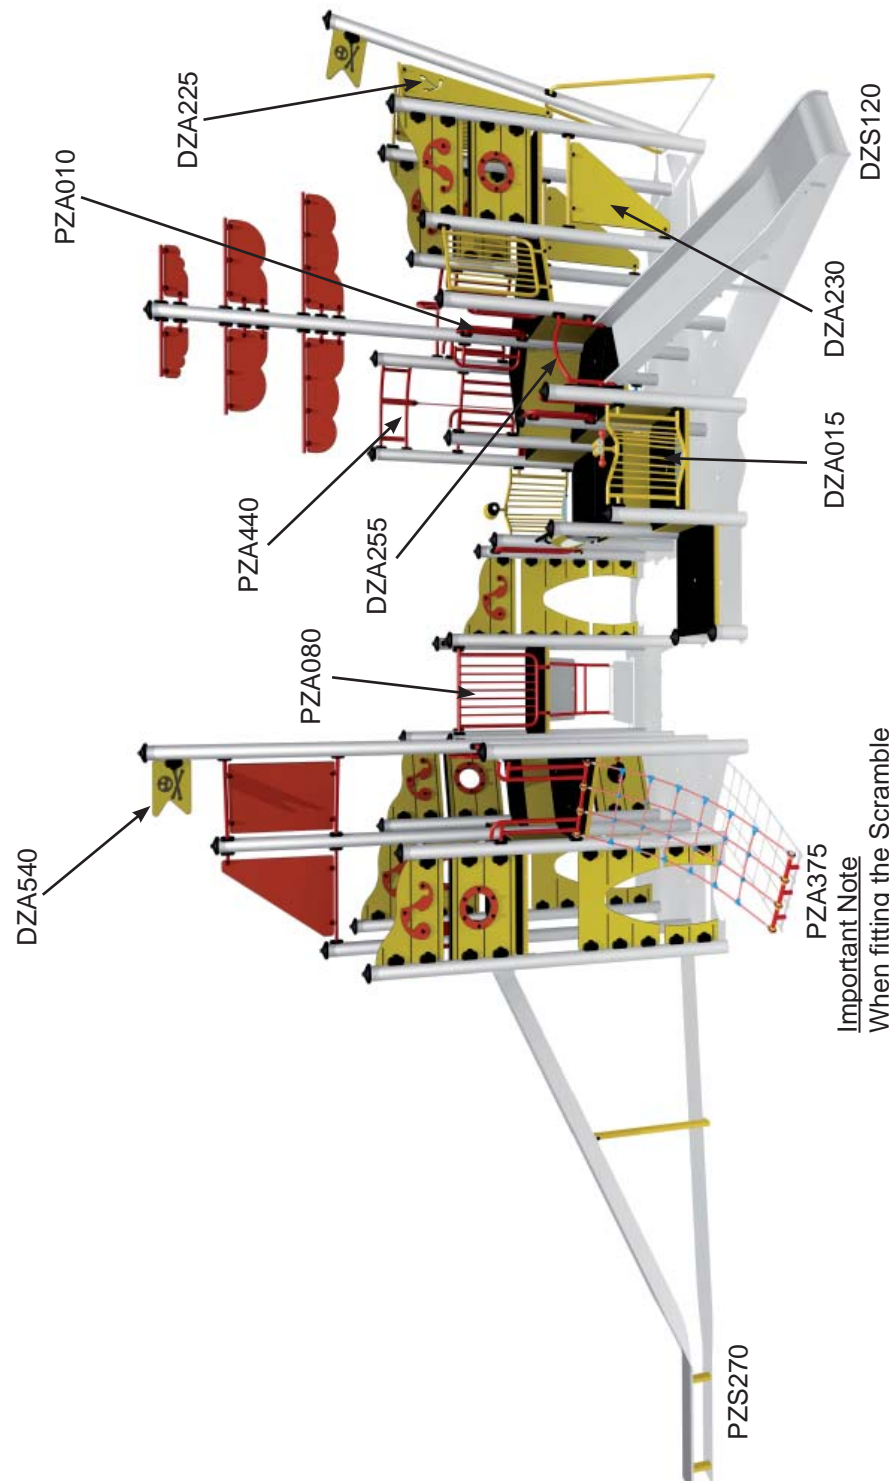 DZA540
PZA080
PZA440
PZA010
DZA225
DZA255
PZS270
PZA375
DZA015
DZA230
DZS120
Important Note
When fitting the Scramble